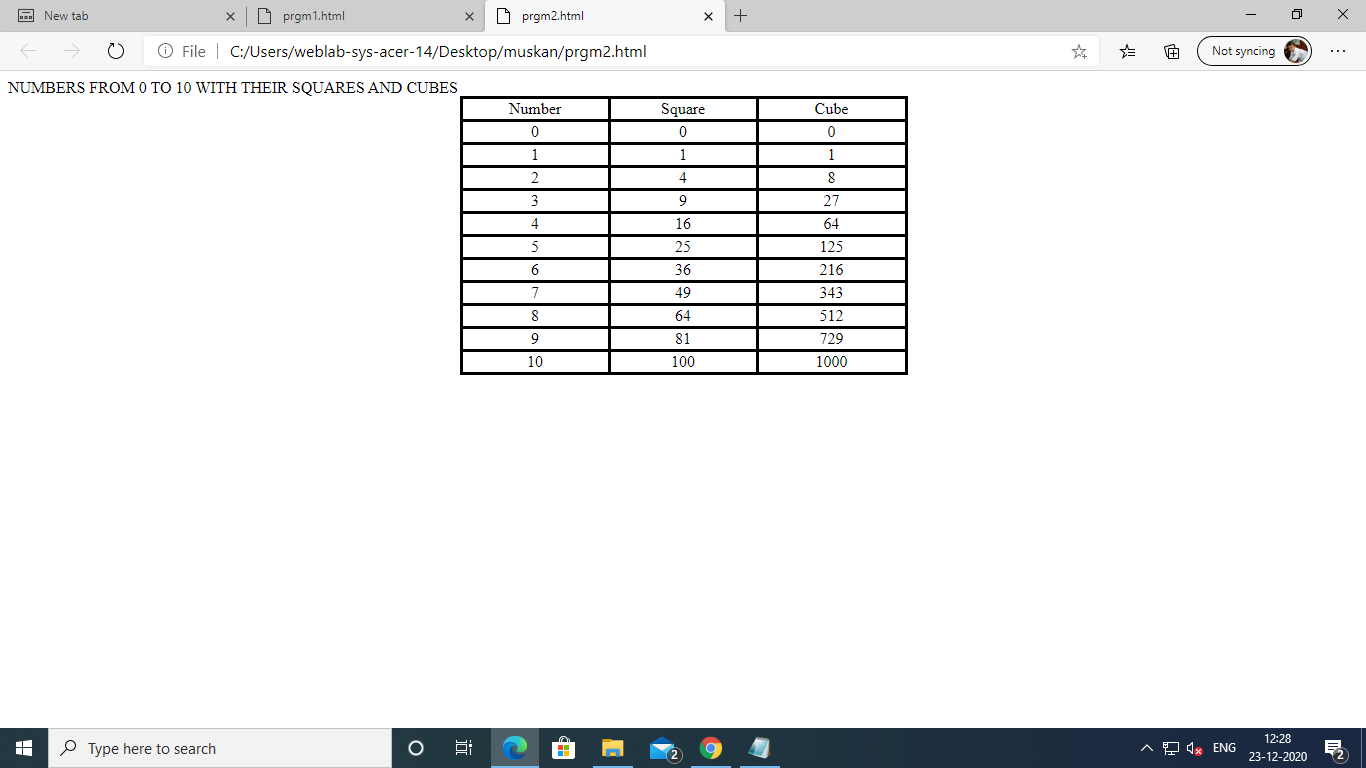 New tab prgm1.html prgm2.html
File C:/Users/weblab-sys-acer-14/Desktop/muskan/prgm2.html Not syncing
NUMBERS FROM 0 TO 10 WITH THEIR SQUARES AND CUBES
Number Square Cube
0 0 0
1 1 1
2 4 8
3 9 27
4 16 64
5 25 125
6 36 216
7 49 343
8 64 512
9 81 729
10 100 1000
Type here to search 2 ENG 12:28 2
23-12-2020